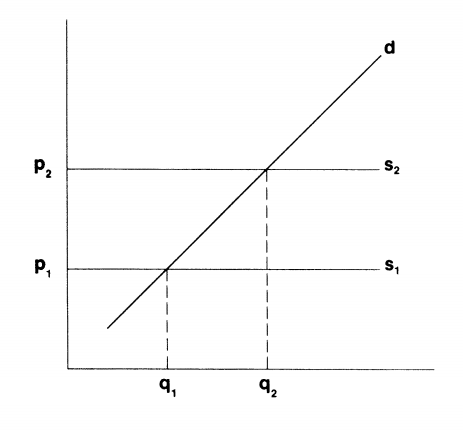 d
p₂
s₂
p₁
s₁
q₁
q₂